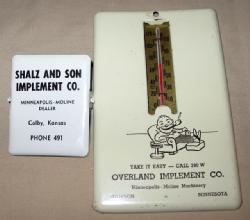 SHALZ AND SON
IMPLEMENT CO.
MINNEAPOLIS-MOLINE
DEALER
Colby, Kansas
PHONE 491
TAKE IT EASY — CALL 280 W
OVERLAND IMPLEMENT CO.
Minneapolis-Moline Machinery
MINNESOTA